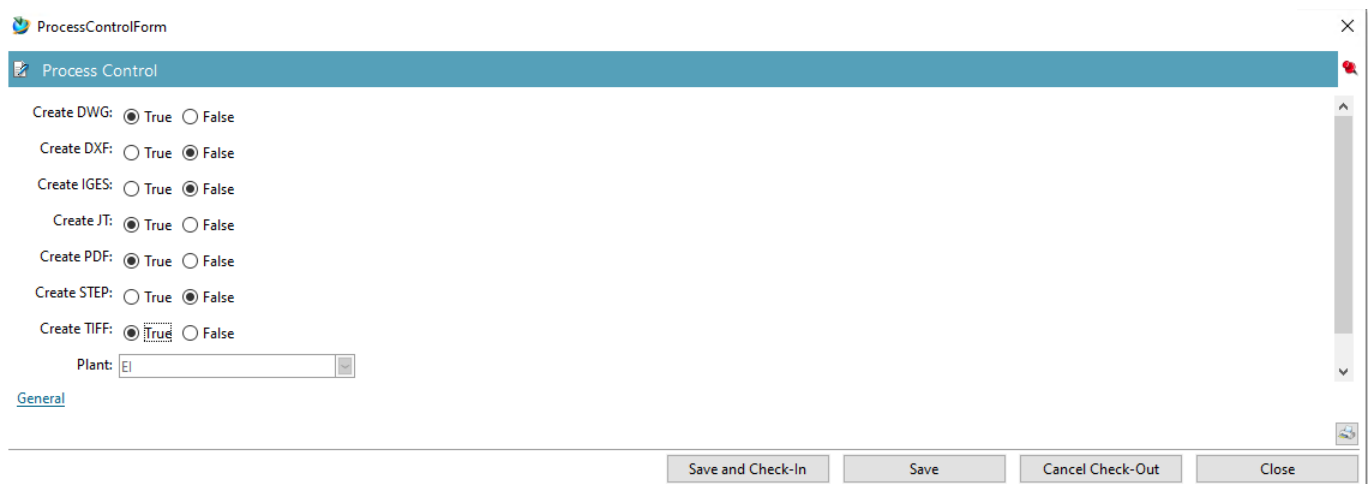 ProcessControlForm
Process Control
Create DWG: True False
Create DXF: True False
Create IGES: True False
Create JT: True False
Create PDF: True False
Create STEP: True False
Create TIFF: True False
Plant: EI
General
Save and Check-In Save Cancel Check-Out Close